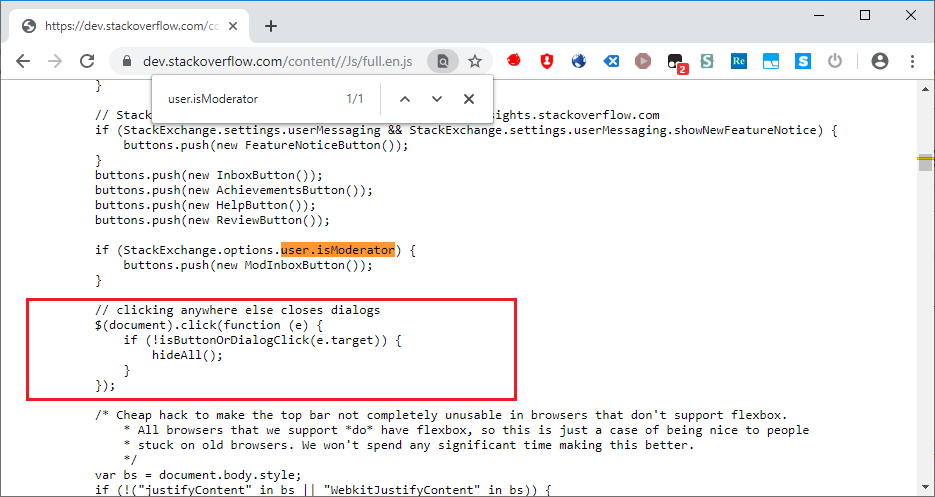 https://dev.stackoverflow.com/cc
dev.stackoverflow.com/content//Js/full.en.js
2
Re
S
user.isModerator 1/1
}
// Stac sights.stackoverflow.com
if (StackExchange.settings.userMessaging && StackExchange.settings.userMessaging.showNewFeatureNotice) {
buttons.push(new FeatureNoticeButton());
}
buttons.push(new InboxButton());
buttons.push(new AchievementsButton());
buttons.push(new HelpButton());
buttons.push(new ReviewButton());
if (StackExchange.options.user.isModerator) {
buttons.push(new ModInboxButton());
}
// clicking anywhere else closes dialogs
$(document).click(function (e) {
if (!isButtonOrDialogClick(e.target)) {
hideAll();
}
});
/* Cheap hack to make the top bar not completely unusable in browsers that don't support flexbox.
* All browsers that we support *do* have flexbox, so this is just a case of being nice to people
* stuck on old browsers. We won't spend any significant time making this better.
*/
var bs = document.body.style;
if (!("justifyContent" in bs || "WebkitJustifyContent" in bs)) {